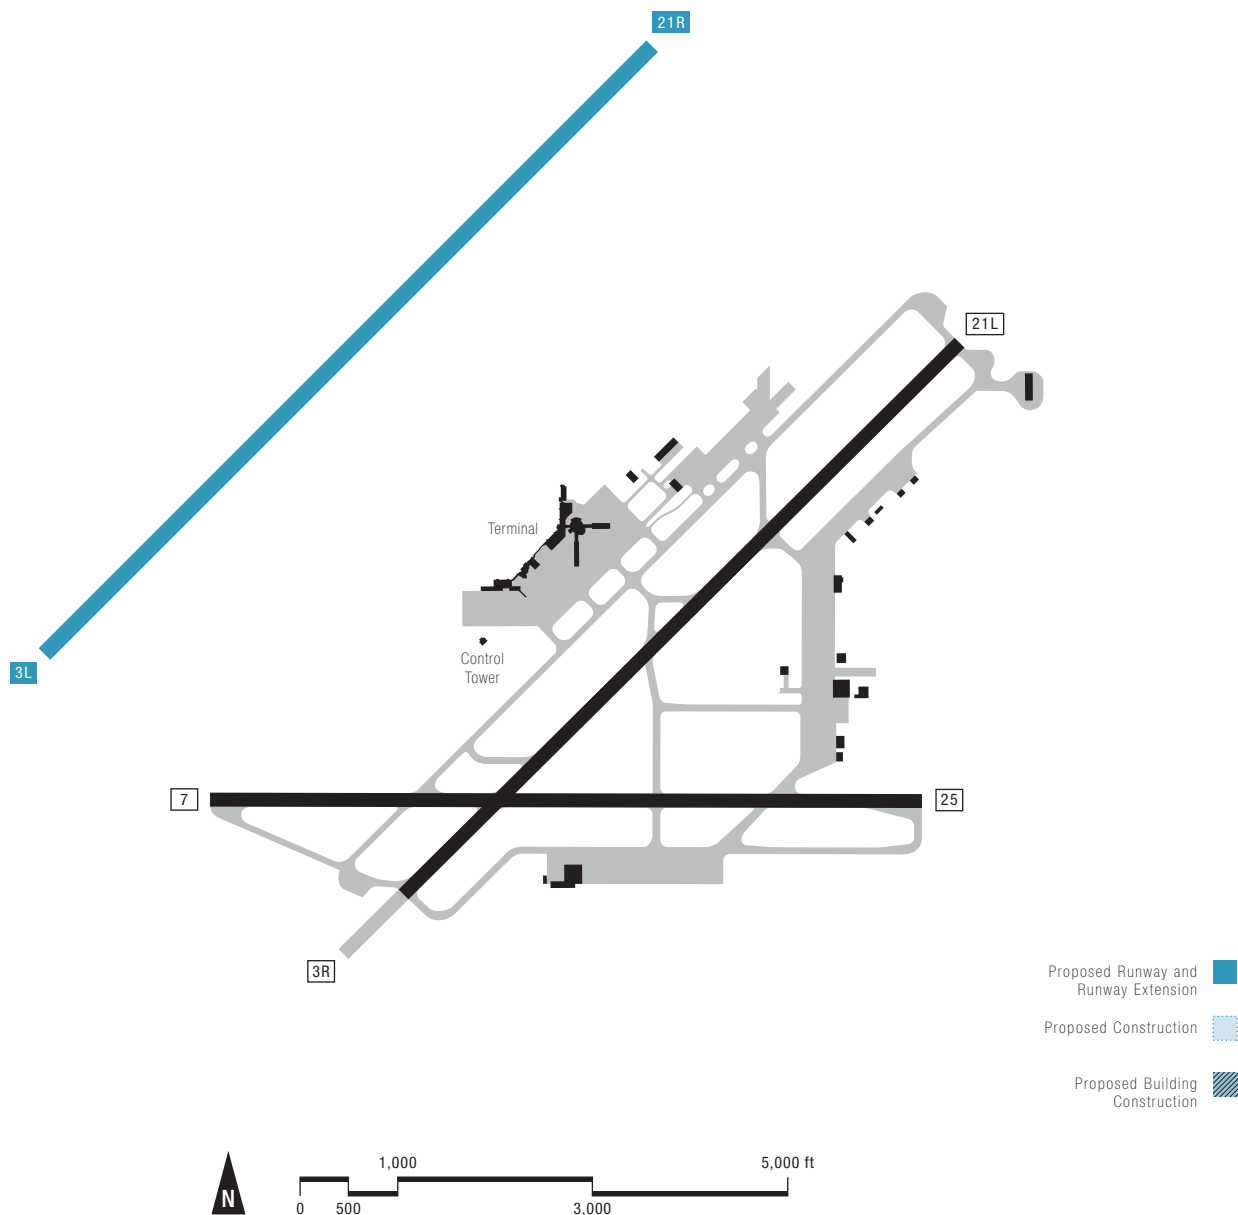 21R
21L
Terminal
Control
Tower
3L
7
25
3R
Proposed Runway and
Runway Extension
Proposed Construction
Proposed Building
Construction
N
1,000
5,000 ft
0
500
3,000